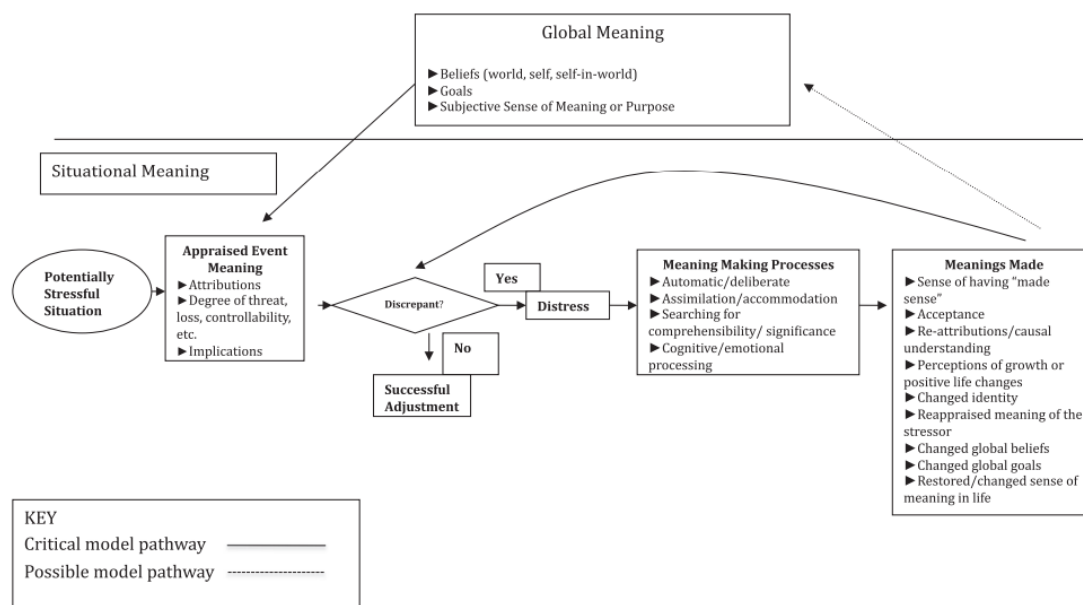 Global Meaning
►Beliefs (world, self, self-in-world)
►Goals
►Subjective Sense of Meaning or Purpose
Situational Meaning
Potentially
Stressful
Situation
Appraised Event
Meaning
►Attributions
►Degree of threat,
loss, controllability,
etc.
►Implications
Discrepant?
Yes
Distress
No
Successful
Adjustment
Meaning Making Processes
►Automatic/deliberate
►Assimilation/accommodation
►Searching for
comprehensibility/ significance
►Cognitive/emotional
processing
Meanings Made
►Sense of having “made
sense”
►Acceptance
►Re-attributions/causal
understanding
►Perceptions of growth or
positive life changes
►Changed identity
►Reappraised meaning of the
stressor
►Changed global beliefs
►Changed global goals
►Restored/changed sense of
meaning in life
KEY
Critical model pathway
Possible model pathway